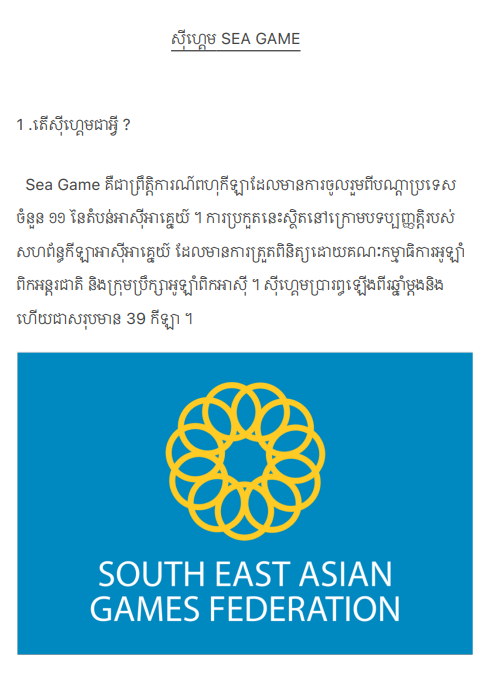 ស៊ីហ្គេម SEA GAME
1 .តើស៊ីហ្គេមជាអ្វី ?
Sea Game គឺជាព្រឹត្តិការណ៍ពហុកីឡាដែលមានការចូលរួមពីបណ្តាប្រទេស
ចំនួន ១១ នៃតំបន់អាស៊ីអាគ្នេយ៍ ។ ការប្រកួតនេះស្ថិតនៅក្រោមបទប្បញ្ញត្តិរបស់
សហព័ន្ធកីឡាអាស៊ីអាគ្នេយ៍ ដែលមានការត្រួតពិនិត្យដោយគណៈកម្មាធិការអូឡាំ
ពិកអន្តរជាតិ និងក្រុមប្រឹក្សាអូឡាំពិកអាស៊ី ។ ស៊ីហ្គេមប្រារព្ធឡើងពីរឆ្នាំម្តងនិង
ហើយជាសរុបមាន 39 កីឡា ។
SOUTH EAST ASIAN
GAMES FEDERATION